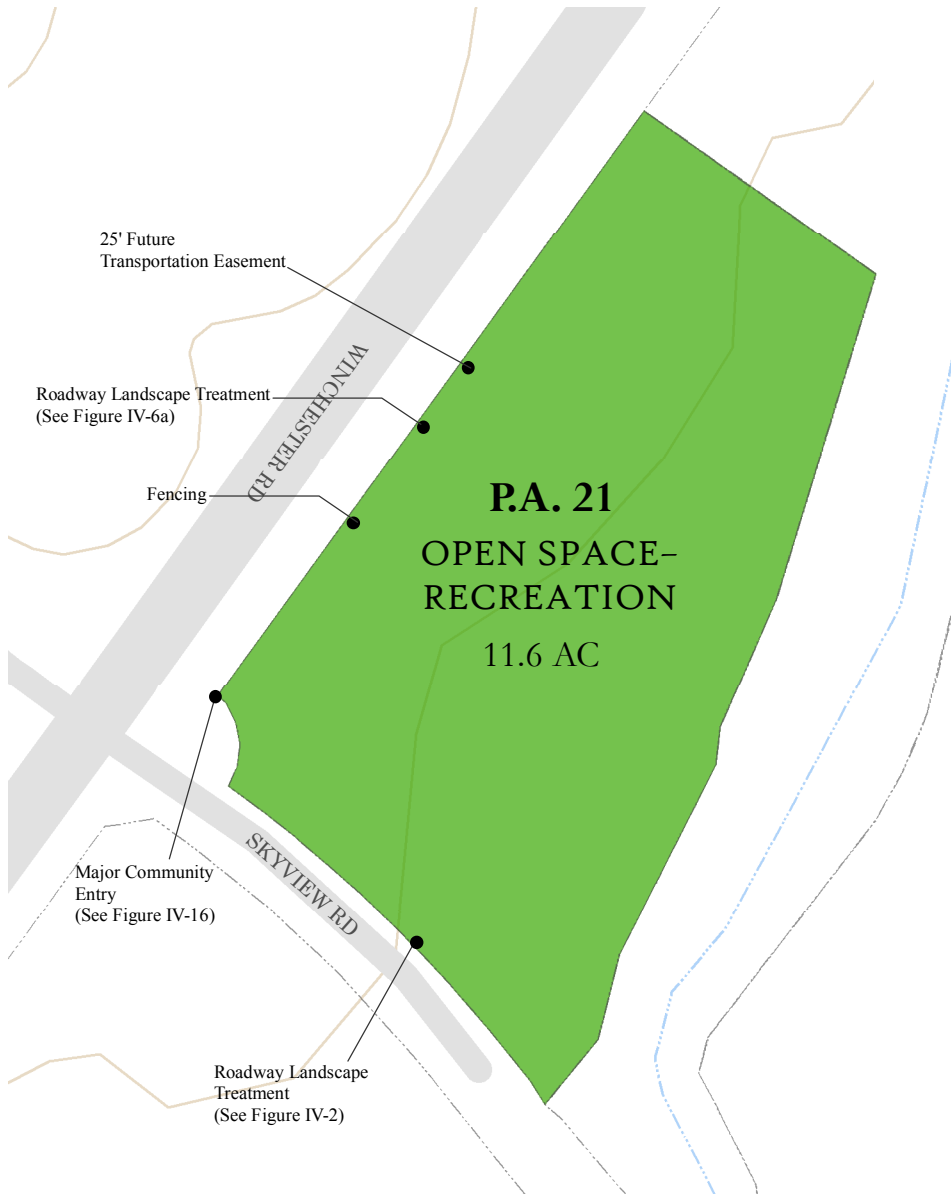 25' Future
Transportation Easement
WINCHESTER RD
Roadway Landscape Treatment
(See Figure IV-6a)
Fencing
P.A. 21
OPEN SPACE–
RECREATION
11.6 AC
Major Community
Entry
(See Figure IV-16)
SKYVIEW RD
Roadway Landscape
Treatment
(See Figure IV-2)